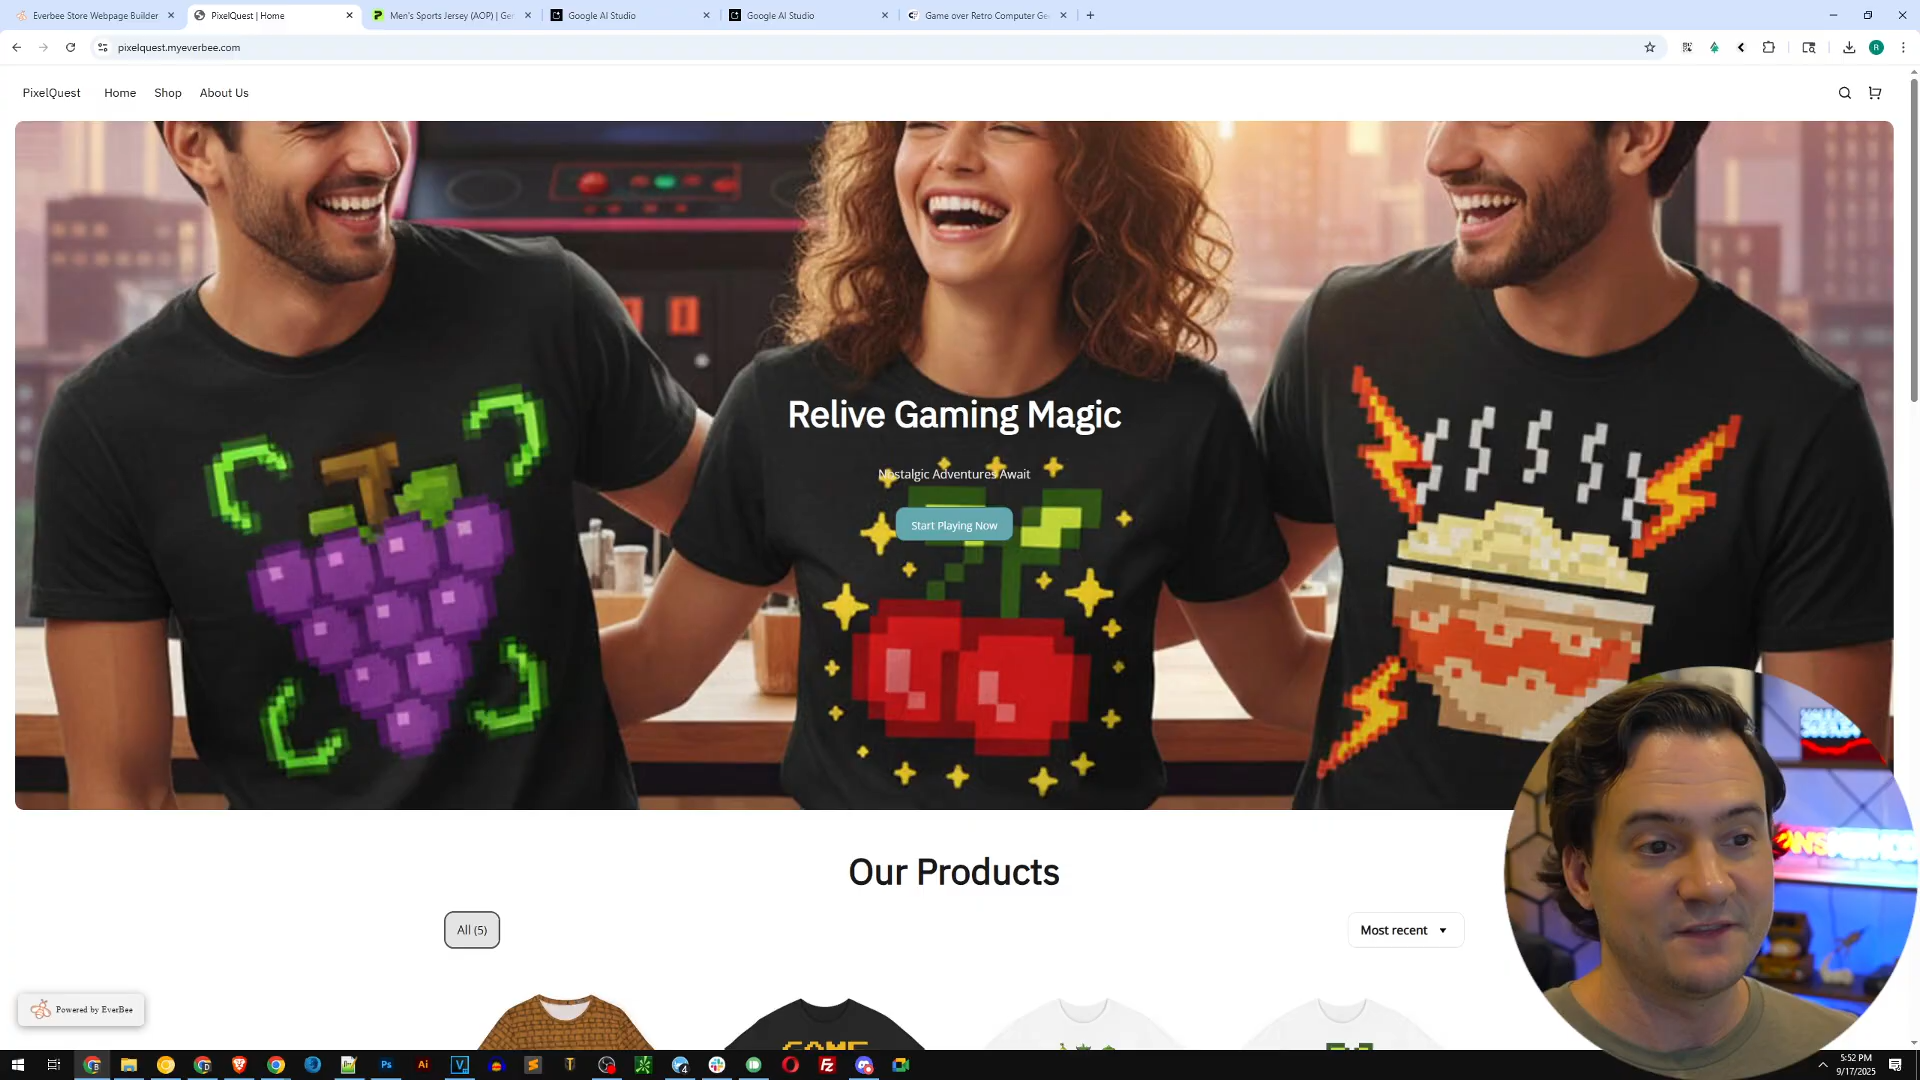 Everbee Store Webpage Builder
PixelQuest | Home
Men's Sports Jersey (AOP) | Ger
Google AI Studio
Google AI Studio
Game over Retro Computer Ge
pixelquest.myeverbee.com
R
PixelQuest
Home
Shop
About Us
Relive Gaming Magic
Nostalgic Adventures Await
Start Playing Now
Our Products
All (5)
Most recent
Powered by EverBee
GAME
5:52 PM
9/17/2025